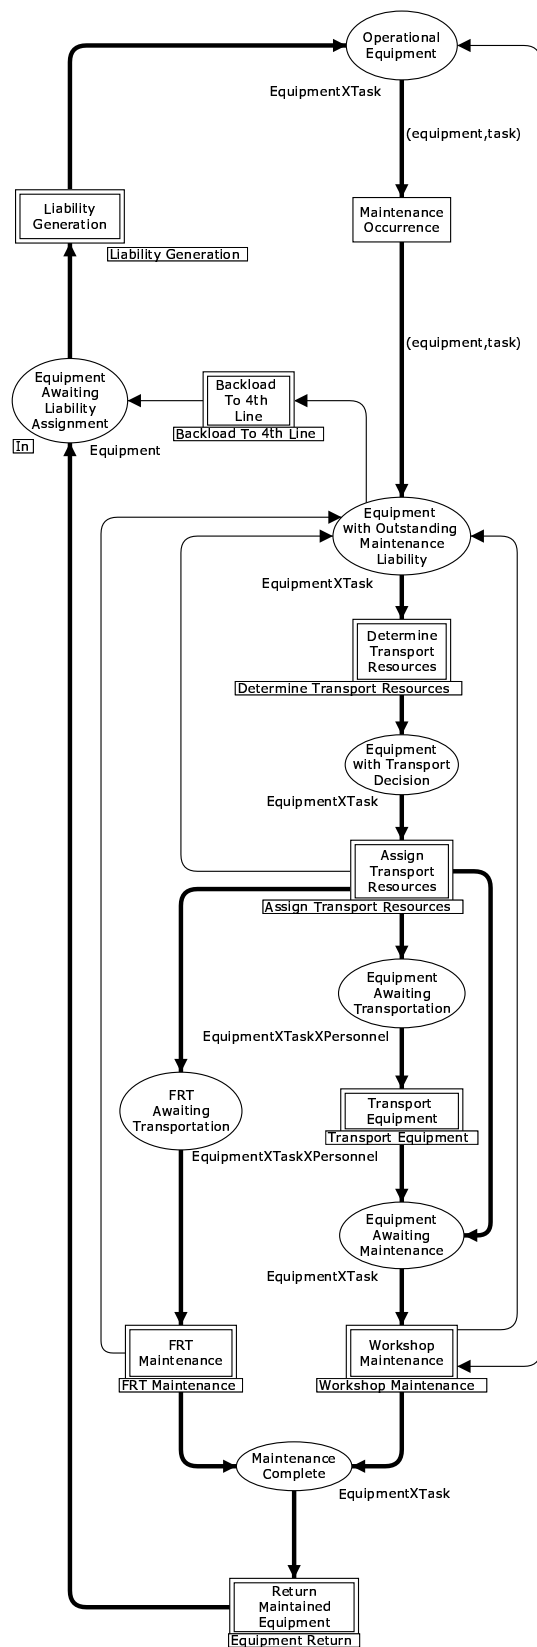 Operational
Equipment
EquipmentXTask
(equipment,task)
Liability
Generation
Maintenance
Occurrence
Liability Generation
(equipment,task)
Equipment
Awaiting
Liability
Assignment
Backload
To 4th
Line
Backload To 4th Line
In
Equipment
Equipment
with Outstanding
Maintenance
Liability
EquipmentXTask
Determine
Transport
Resources
Determine Transport Resources
Equipment
with Transport
Decision
EquipmentXTask
Assign
Transport
Resources
Assign Transport Resources
Equipment
Awaiting
Transportation
EquipmentXTaskXPersonnel
FRT
Awaiting
Transportation
Transport
Equipment
Transport Equipment
EquipmentXTaskXPersonnel
Equipment
Awaiting
Maintenance
EquipmentXTask
FRT
Maintenance
FRT Maintenance
Workshop
Maintenance
Workshop Maintenance
Maintenance
Complete
EquipmentXTask
Return
Maintained
Equipment
Equipment Return